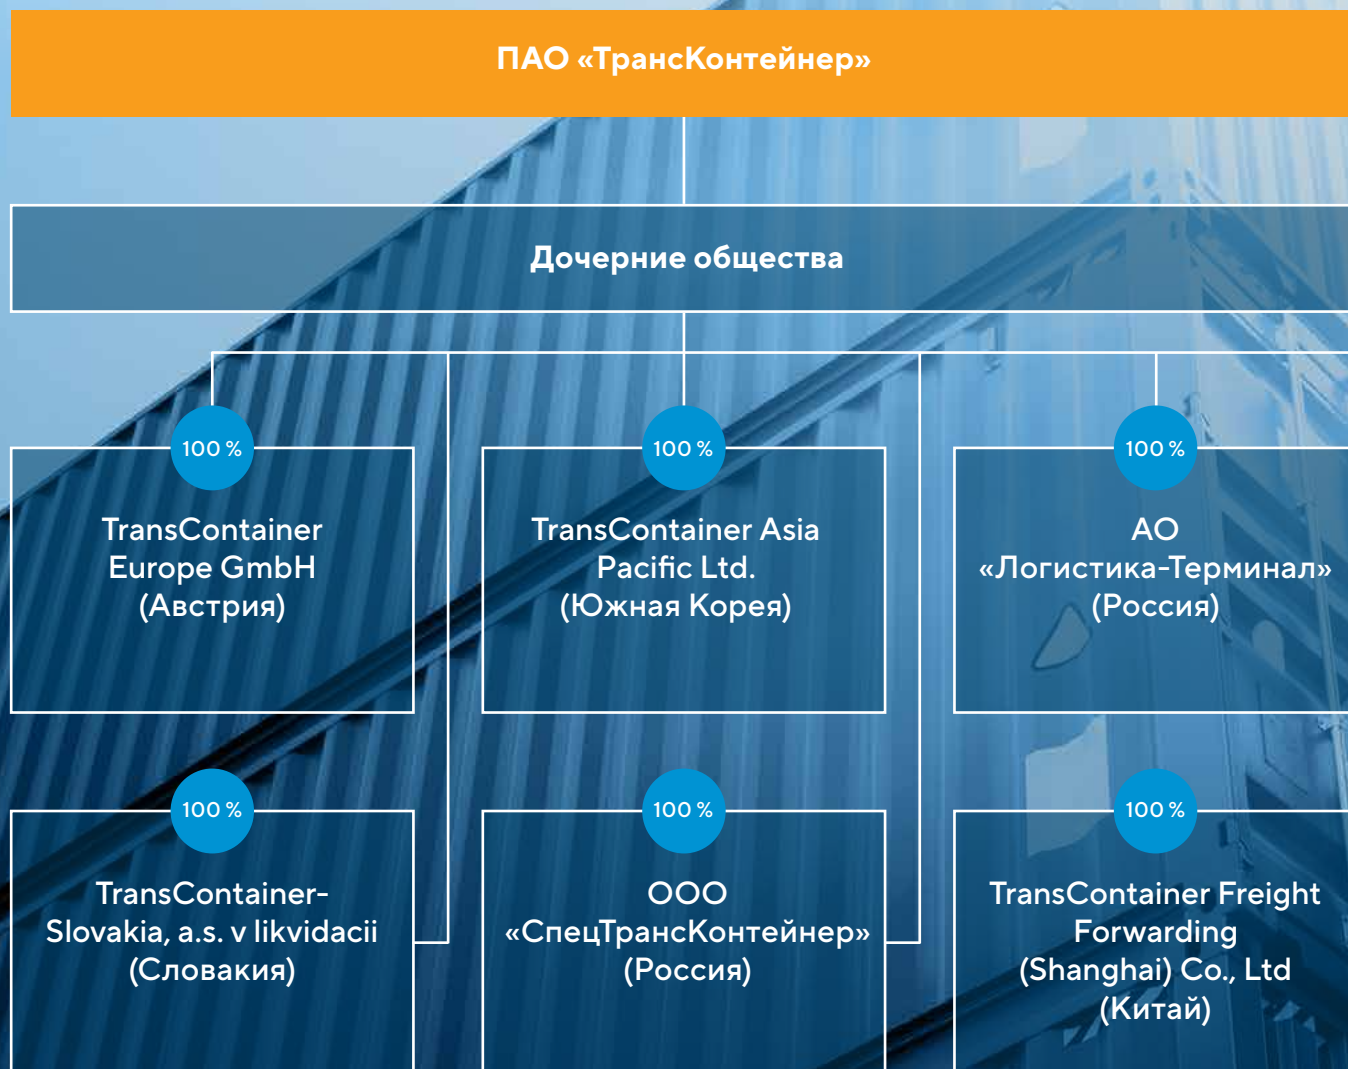 ПАО «ТрансКонтейнер»
Дочерние общества
100 %
100 %
100 %
TransContainer
Europe GmbH
(Австрия)
TransContainer Asia
Pacific Ltd.
(Южная Корея)
АО
«Логистика-Терминал»
(Россия)
100 %
100 %
100 %
TransContainer-
Slovakia, a.s. v likvidacii
(Словакия)
ООО
«СпецТрансКонтейнер»
(Россия)
TransContainer Freight
Forwarding
(Shanghai) Co., Ltd
(Китай)